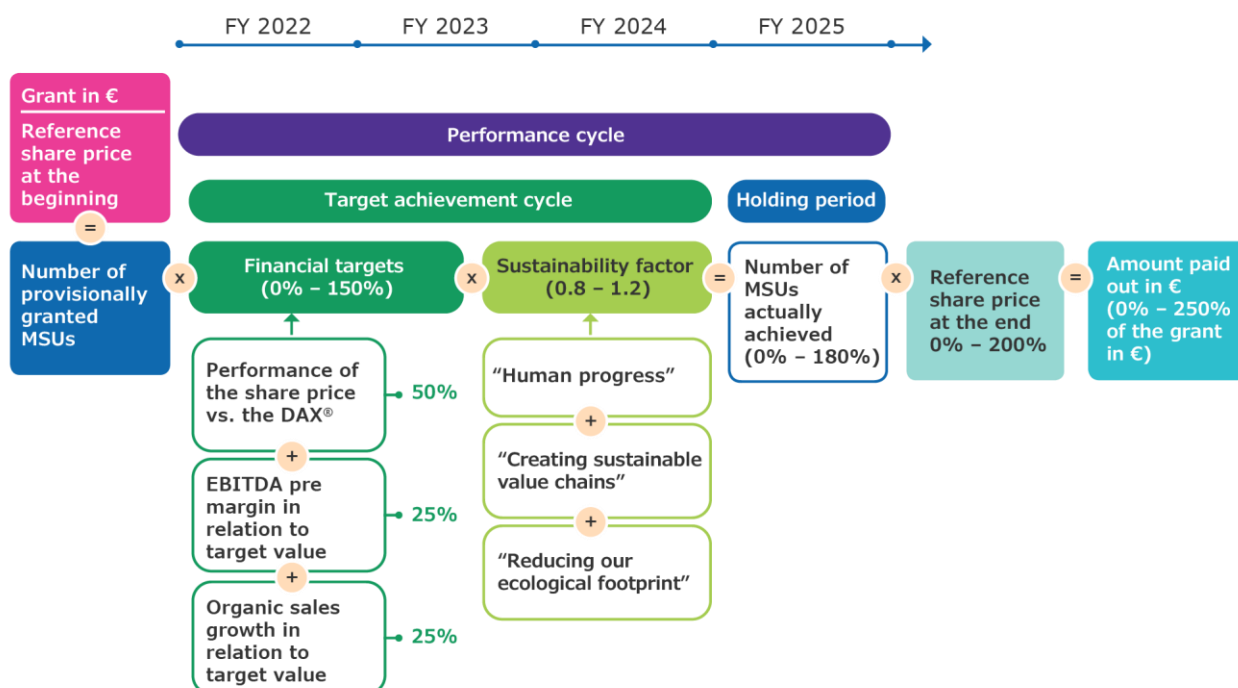 FY 2022
FY 2023
FY 2024
FY 2025
Grant in €
Reference
share price
at the
beginning
Performance cycle
Target achievement cycle
Holding period
=
Number of
provisionally
granted
MSUs
x
Financial targets
(0% – 150%)
x
Sustainability factor
(0.8 – 1.2)
=
Number of
MSUs
actually
achieved
(0% – 180%)
x
Reference
share price
at the end
0% – 200%
=
Amount paid
out in €
(0% – 250%
of the grant
in €)
Performance of
the share price
vs. the DAX®
50%
+
EBITDA pre
margin in
relation to
target value
25%
+
Organic sales
growth in
relation to
target value
25%
“Human progress”
+
“Creating sustainable
value chains”
+
“Reducing our
ecological footprint”